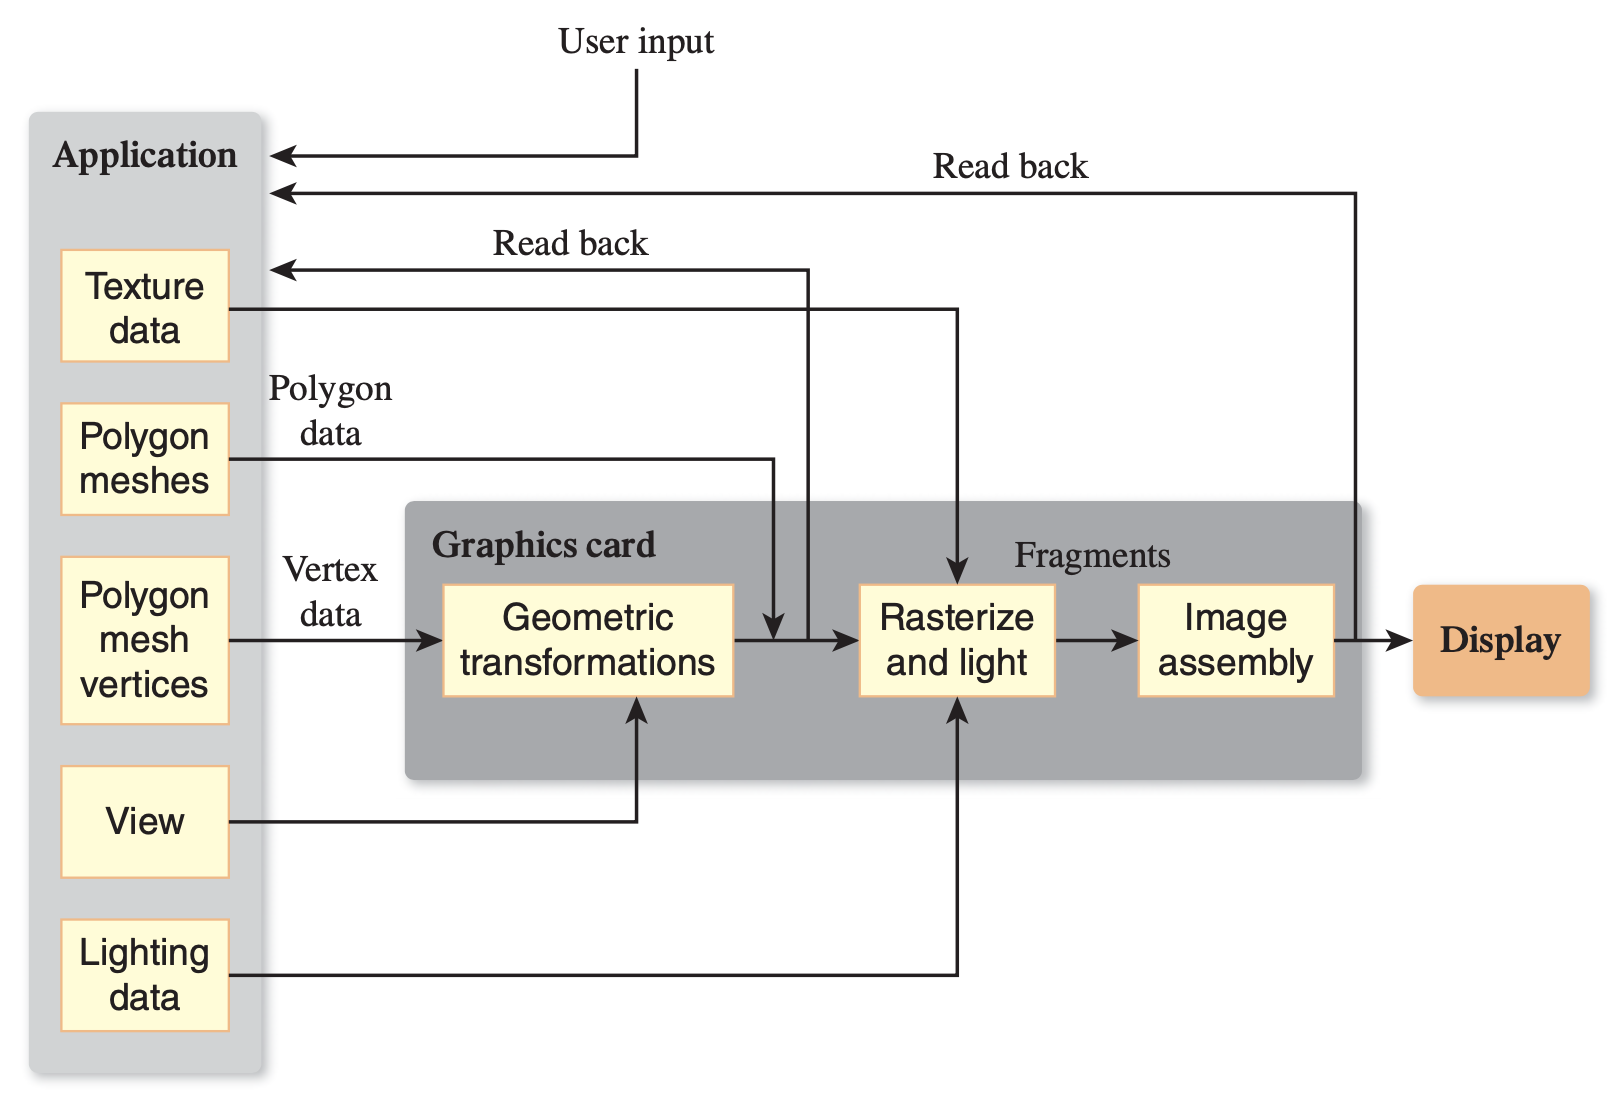 User input
Application
Read back
Read back
Texture
data
Polygon
data
Polygon
meshes
Graphics card
Vertex
data
Fragments
Polygon
mesh
vertices
Geometric
transformations
Rasterize
and light
Image
assembly
Display
View
Lighting
data